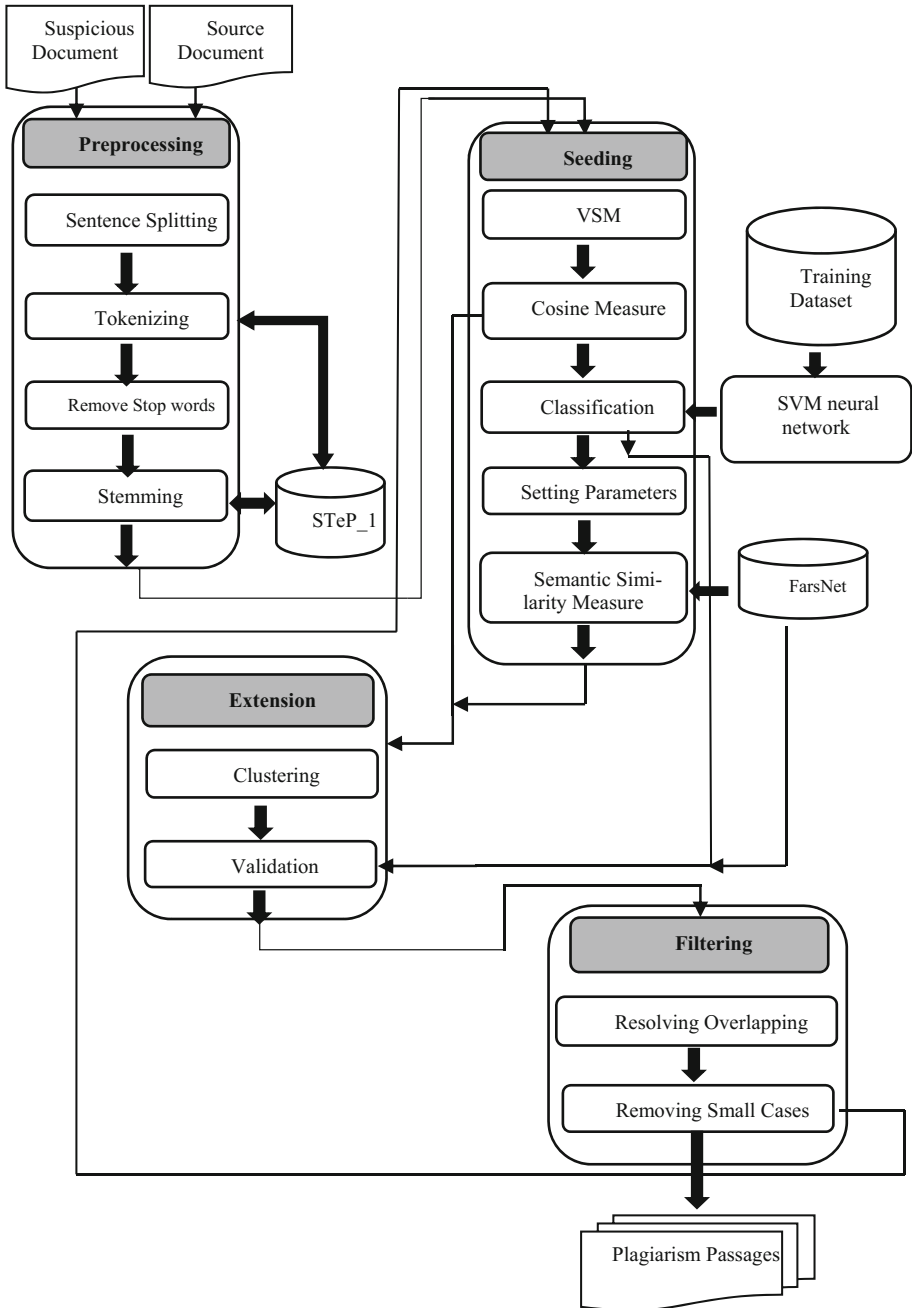 Suspicious
Document
Source
Document
Preprocessing
Sentence Splitting
Tokenizing
Remove Stop words
Stemming
STeP_1
Seeding
VSM
Cosine Measure
Classification
Setting Parameters
Semantic Simi-
larity Measure
Training
Dataset
SVM neural
network
FarsNet
Extension
Clustering
Validation
Filtering
Resolving Overlapping
Removing Small Cases
Plagiarism Passages